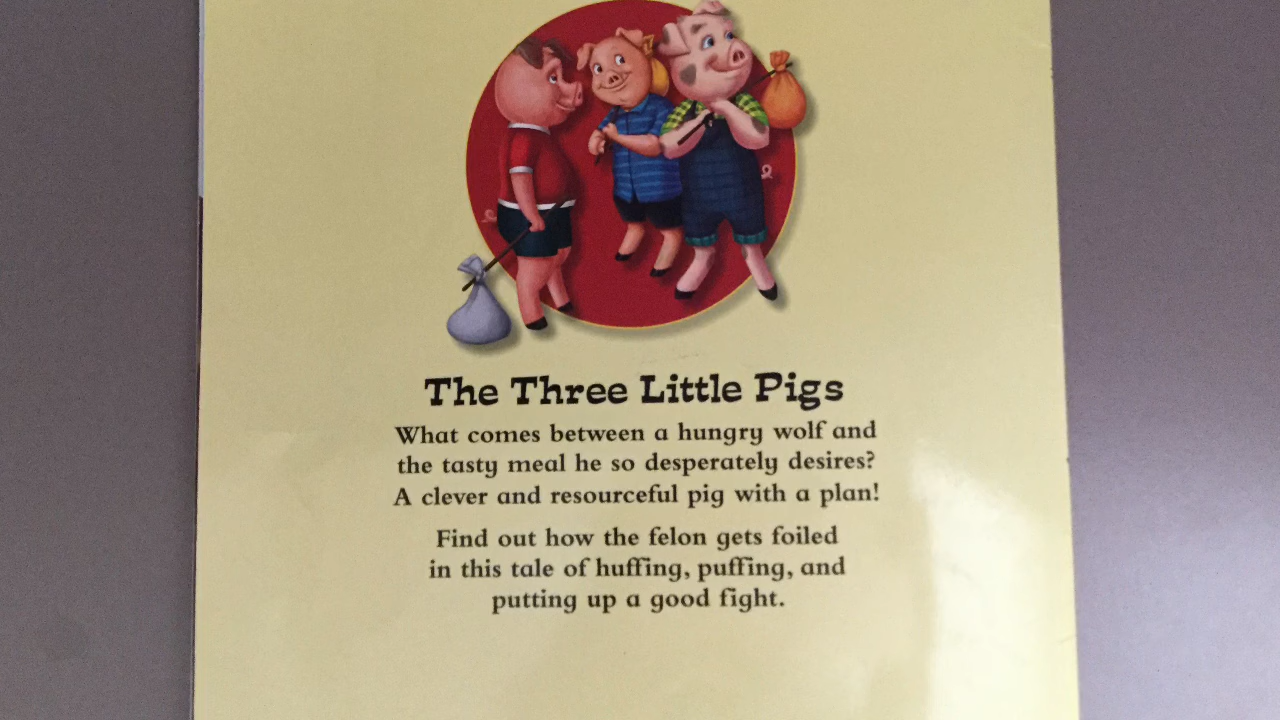 The Three Little Pigs
What comes between a hungry wolf and
the tasty meal he so desperately desires?
A clever and resourceful pig with a plan!
Find out how the felon gets foiled
in this tale of huffing, puffing, and
putting up a good fight.